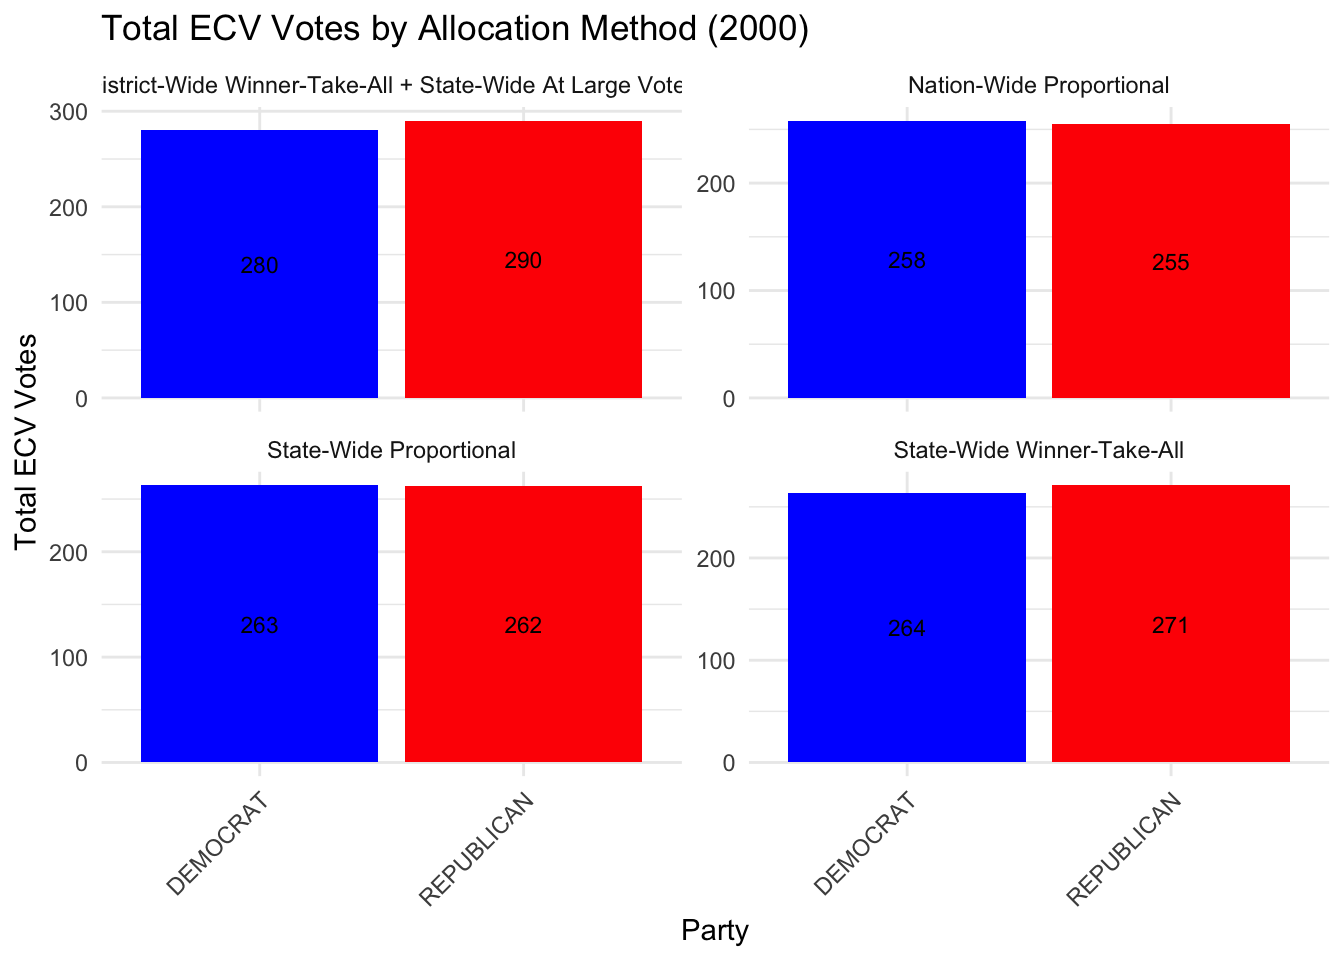 Total ECV Votes by Allocation Method (2000)
istrict-Wide Winner-Take-All + State-Wide At Large Vote
Nation-Wide Proportional
300
200
100
0
280
290
200
100
0
258
255
Total ECV Votes
State-Wide Proportional
State-Wide Winner-Take-All
200
100
0
263
262
200
100
0
264
271
DEMOCRAT
REPUBLICAN
DEMOCRAT
REPUBLICAN
Party